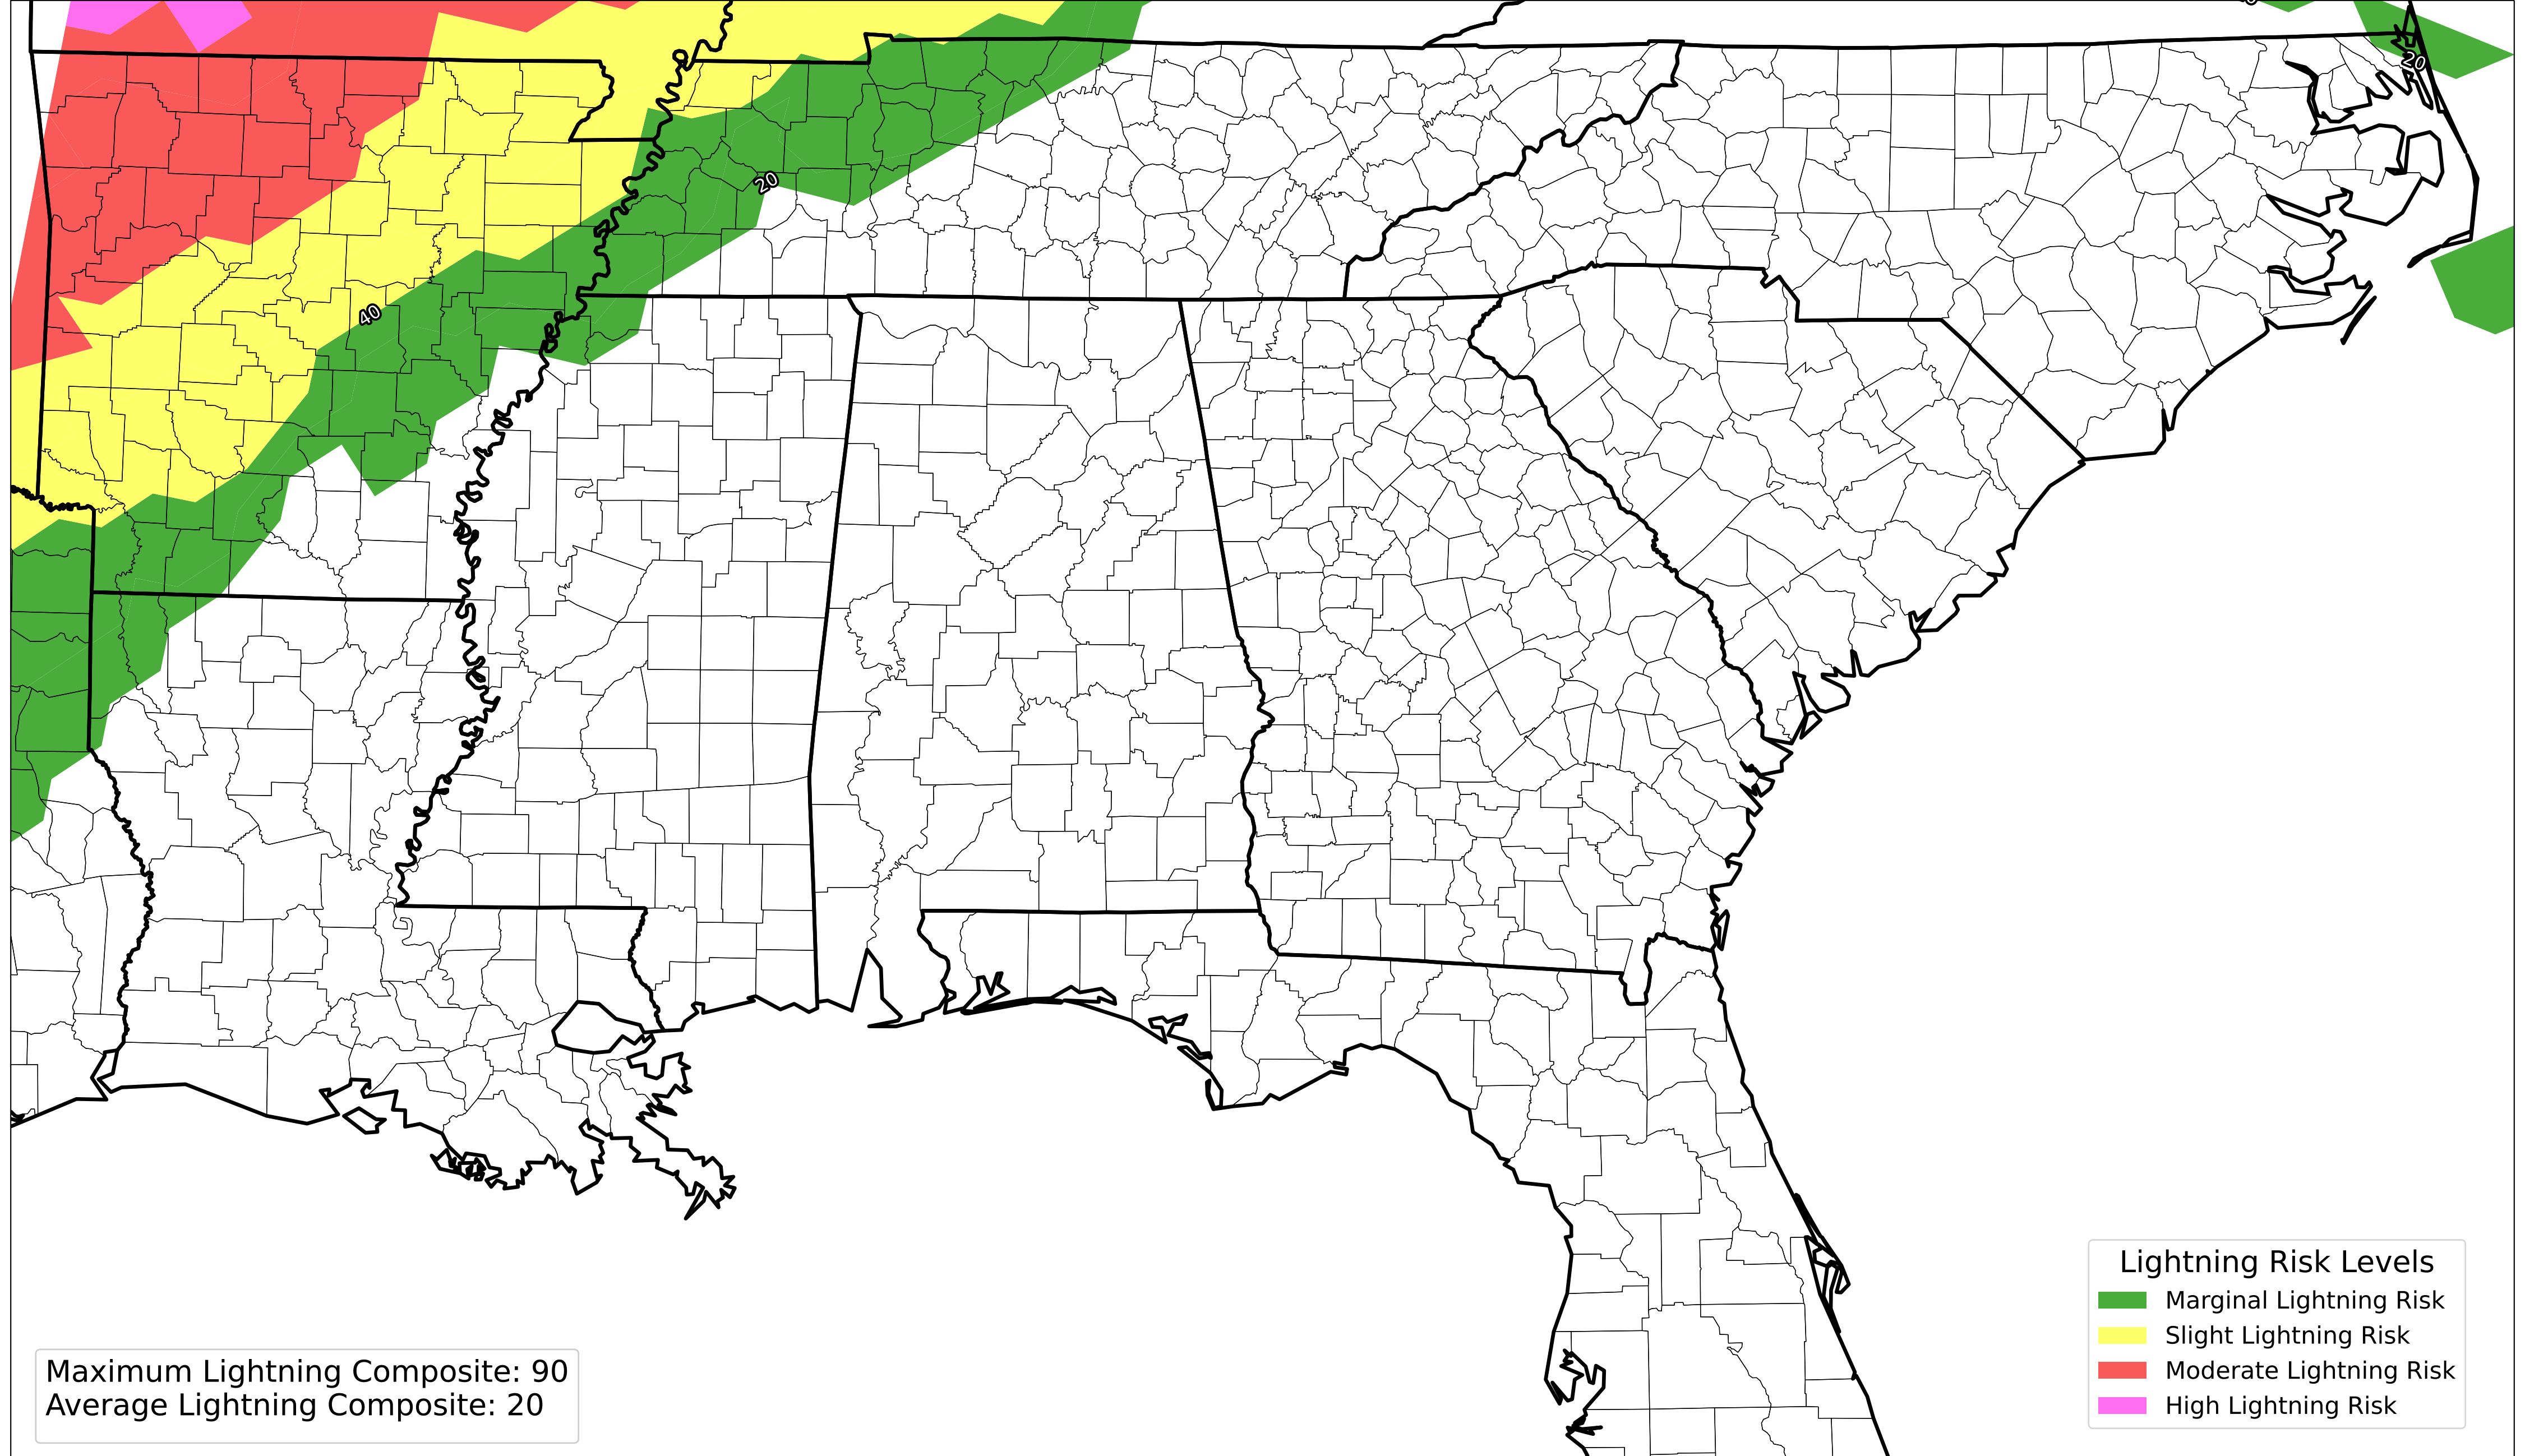 20
20
40
Lightning Risk Levels
Marginal Lightning Risk
Slight Lightning Risk
Moderate Lightning Risk
High Lightning Risk
Maximum Lightning Composite: 90
Average Lightning Composite: 20